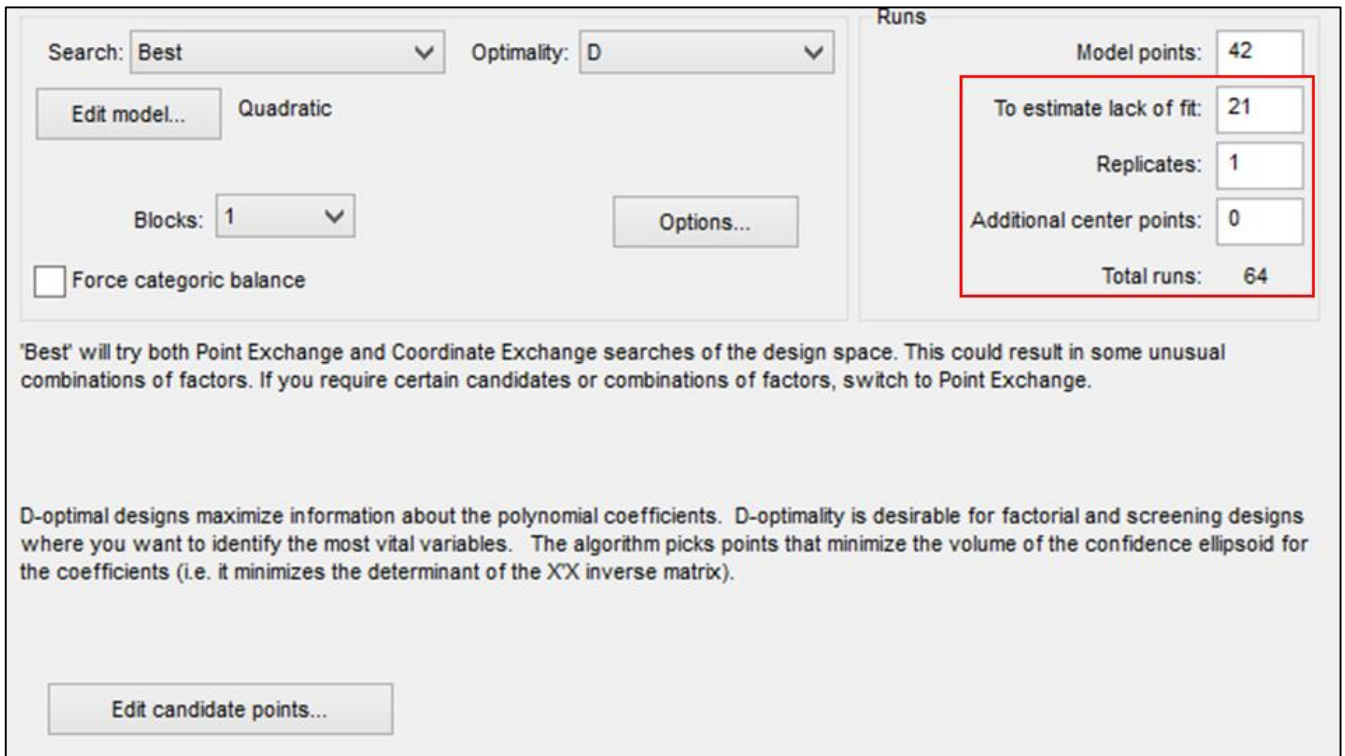 Runs
Search: Best Optimality: D Model points: 42
Edit model... Quadratic To estimate lack of fit: 21
Replicates: 1
Blocks: 1 Options... Additional center points: 0
Force categoric balance Total runs: 64
'Best' will try both Point Exchange and Coordinate Exchange searches of the design space. This could result in some unusual
combinations of factors. If you require certain candidates or combinations of factors, switch to Point Exchange.
D-optimal designs maximize information about the polynomial coefficients. D-optimality is desirable for factorial and screening designs
where you want to identify the most vital variables. The algorithm picks points that minimize the volume of the confidence ellipsoid for
the coefficients (i.e. it minimizes the determinant of the X'X inverse matrix).
Edit candidate points...